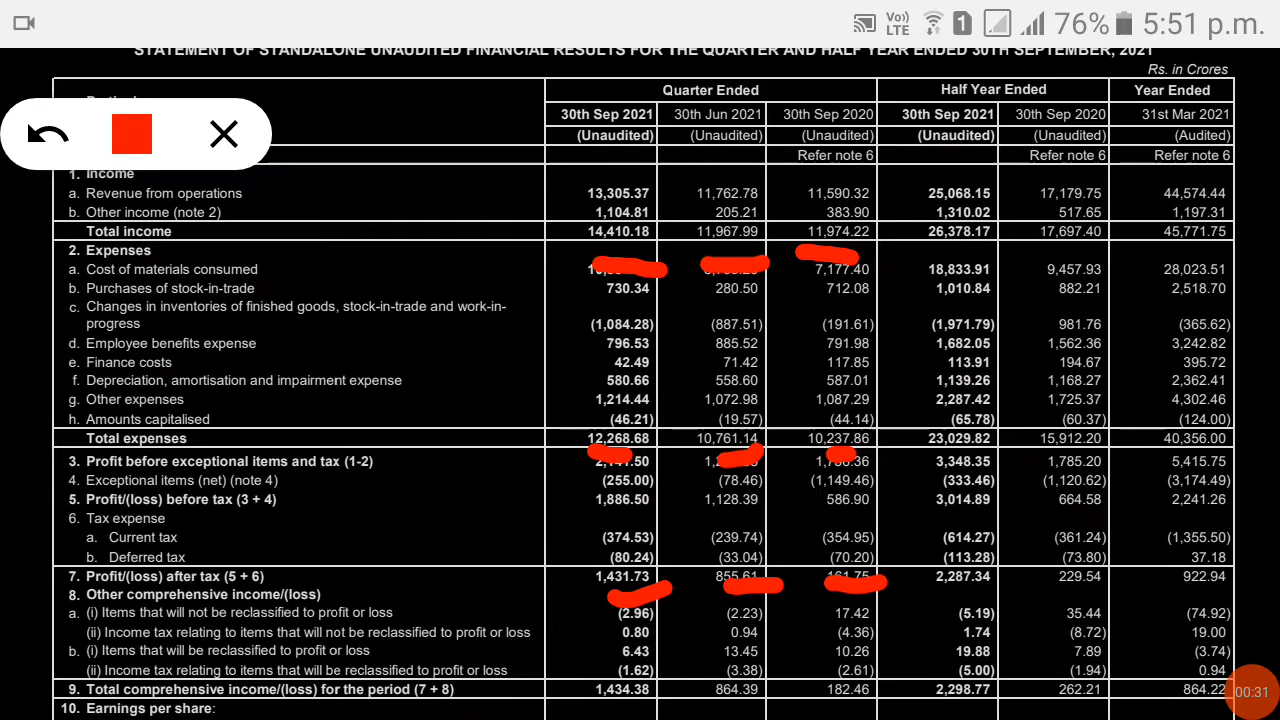 Vo)) LTE 1 76% 5:51 p.m.
STATEMENT OF STANDALONE UNAUDITED FINANCIAL RESULTS FOR THE QUARTER AND HALF YEAR ENDED 30TH SEPTEMBER, 2021
Rs. in Crores
Quarter Ended Half Year Ended Year Ended
30th Sep 2021 30th Jun 2021 30th Sep 2020 30th Sep 2021 30th Sep 2020 31st Mar 2021
(Unaudited) (Unaudited) (Unaudited) (Unaudited) (Unaudited) (Audited)
Refer note 6 Refer note 6 Refer note 6
1. Income
a. Revenue from operations 13,305.37 11,762.78 11,590.32 25,068.15 17,179.75 44,574.44
b. Other income (note 2) 1,104.81 205.21 383.90 1,310.02 517.65 1,197.31
Total income 14,410.18 11,967.99 11,974.22 26,378.17 17,697.40 45,771.75
2. Expenses
a. Cost of materials consumed 7,177.40 18,833.91 9,457.93 28,023.51
b. Purchases of stock-in-trade 730.34 280.50 712.08 1,010.84 882.21 2,518.70
c. Changes in inventories of finished goods, stock-in-trade and work-in-
progress (1,084.28) (887.51) (191.61) (1,971.79) 981.76 (365.62)
d. Employee benefits expense 796.53 885.52 791.98 1,682.05 1,562.36 3,242.82
e. Finance costs 42.49 71.42 117.85 113.91 194.67 395.72
f. Depreciation, amortisation and impairment expense 580.66 558.60 587.01 1,139.26 1,168.27 2,362.41
g. Other expenses 1,214.44 1,072.98 1,087.29 2,287.42 1,725.37 4,302.46
h. Amounts capitalised (46.21) (19.57) (44.14) (65.78) (60.37) (124.00)
Total expenses 12,268.68 10,761.14 10,237.86 23,029.82 15,912.20 40,356.00
3. Profit before exceptional items and tax (1-2) 3,348.35 1,785.20 5,415.75
4. Exceptional items (net) (note 4) (255.00) (78.46) (1,149.46) (333.46) (1,120.62) (3,174.49)
5. Profit/(loss) before tax (3 + 4) 1,886.50 1,128.39 586.90 3,014.89 664.58 2,241.26
6. Tax expense
a. Current tax (374.53) (239.74) (354.95) (614.27) (361.24) (1,355.50)
b. Deferred tax (80.24) (33.04) (70.20) (113.28) (73.80) 37.18
7. Profit/(loss) after tax (5 + 6) 1,431.73 855.61 161.75 2,287.34 229.54 922.94
8. Other comprehensive income/(loss)
a. (i) Items that will not be reclassified to profit or loss (2.96) (2.23) 17.42 (5.19) 35.44 (74.92)
(ii) Income tax relating to items that will not be reclassified to profit or loss 0.80 0.94 (4.36) 1.74 (8.72) 19.00
b. (i) Items that will be reclassified to profit or loss 6.43 13.45 10.26 19.88 7.89 (3.74)
(ii) Income tax relating to items that will be reclassified to profit or loss (1.62) (3.38) (2.61) (5.00) (1.94) 0.94
9. Total comprehensive income/(loss) for the period (7 + 8) 1,434.38 864.39 182.46 2,298.77 262.21 864.22
00:31
10. Earnings per share: